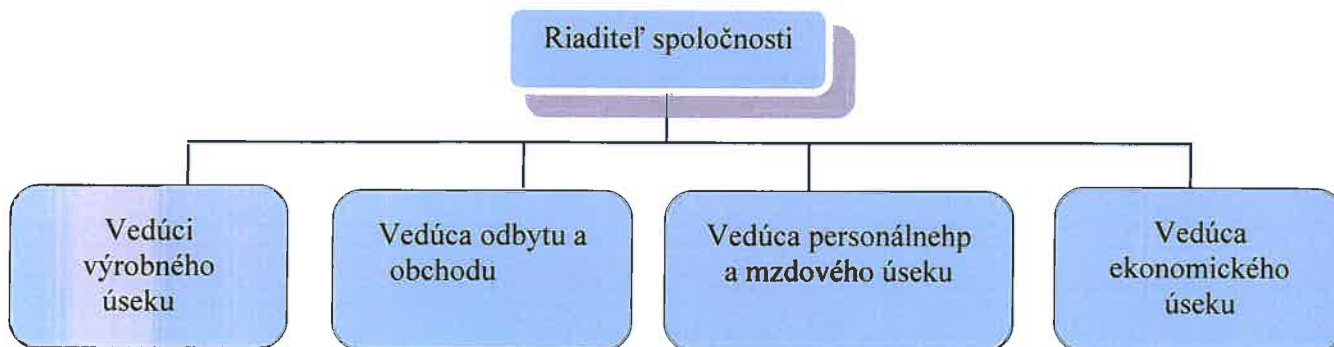 Riaditeľ spoločnosti
Vedúci
výrobného
úseku
Vedúca odbytu a
obchodu
Vedúca personálnehp
a mzdového úseku
Vedúca
ekonomického
úseku